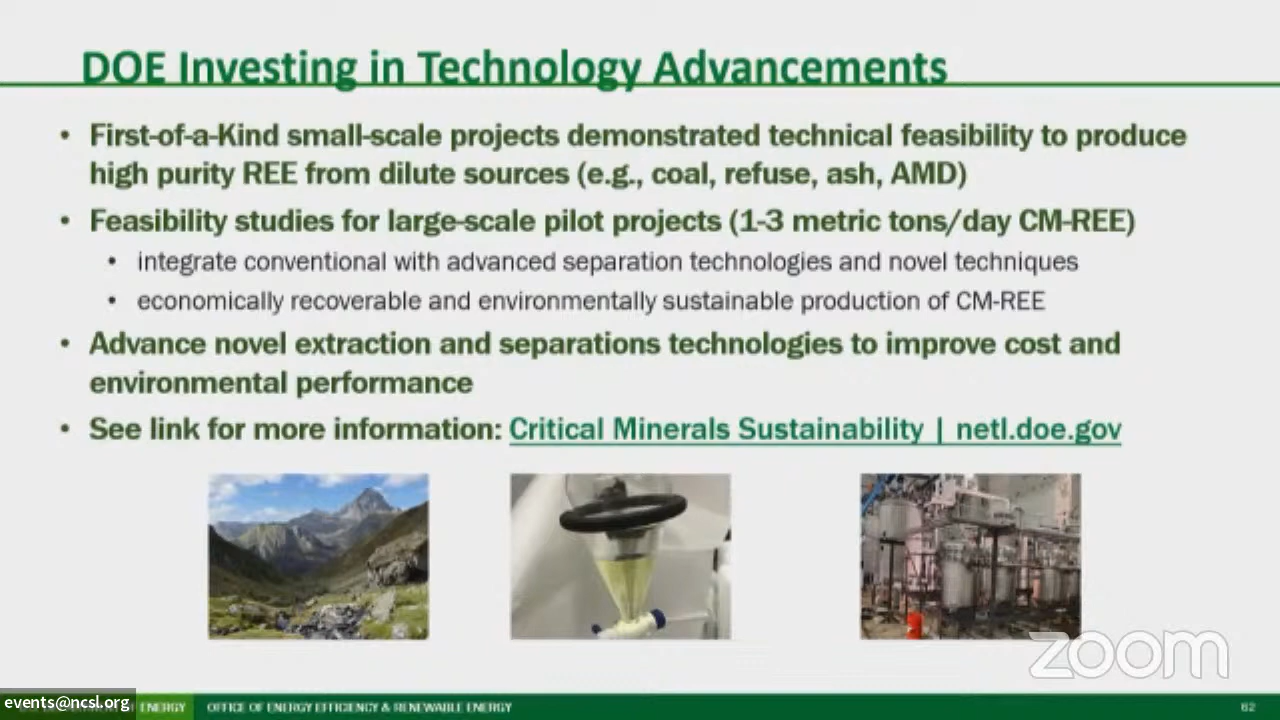 DOE Investing in Technology Advancements
• First-of-a-Kind small-scale projects demonstrated technical feasibility to produce
high purity REE from dilute sources (e.g., coal, refuse, ash, AMD)
• Feasibility studies for large-scale pilot projects (1-3 metric tons/day CM-REE)
• integrate conventional with advanced separation technologies and novel techniques
• economically recoverable and environmentally sustainable production of CM-REE
• Advance novel extraction and separations technologies to improve cost and
environmental performance
• See link for more information: Critical Minerals Sustainability | netl.doe.gov
zoom
events@ncsl.org
ENERGY OFFICE OF ENERGY EFFICIENCY & RENEWABLE ENERGY
62